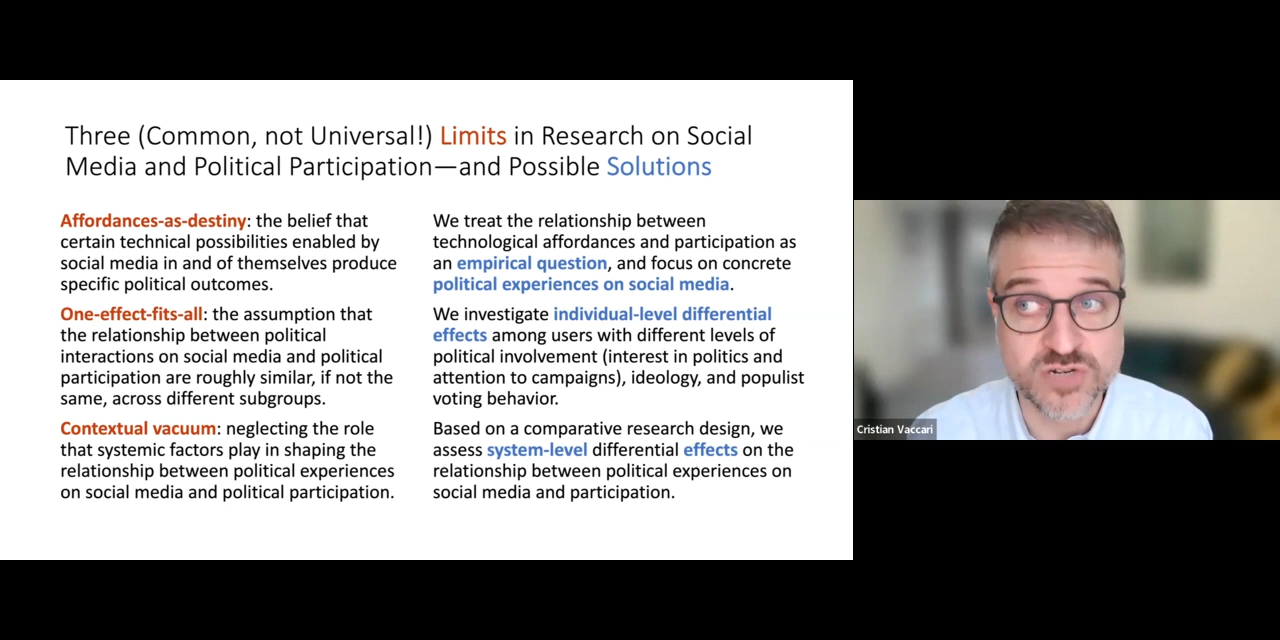 Three (Common, not Universal!) Limits in Research on Social
Media and Political Participation—and Possible Solutions
Affordances-as-destiny: the belief that
certain technical possibilities enabled by
social media in and of themselves produce
specific political outcomes.
One-effect-fits-all: the assumption that
the relationship between political
interactions on social media and political
participation are roughly similar, if not the
same, across different subgroups.
Contextual vacuum: neglecting the role
that systemic factors play in shaping the
relationship between political experiences
on social media and political participation.
We treat the relationship between
technological affordances and participation as
an empirical question, and focus on concrete
political experiences on social media.
We investigate individual-level differential
effects among users with different levels of
political involvement (interest in politics and
attention to campaigns), ideology, and populist
voting behavior.
Based on a comparative research design, we
assess system-level differential effects on the
relationship between political experiences on
social media and participation.
Cristian Vaccari